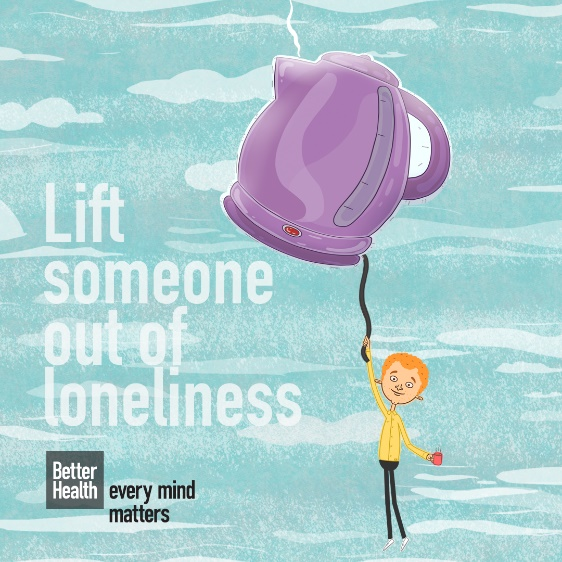 Lift
someone
out of
loneliness
Better
Health
every mind
matters